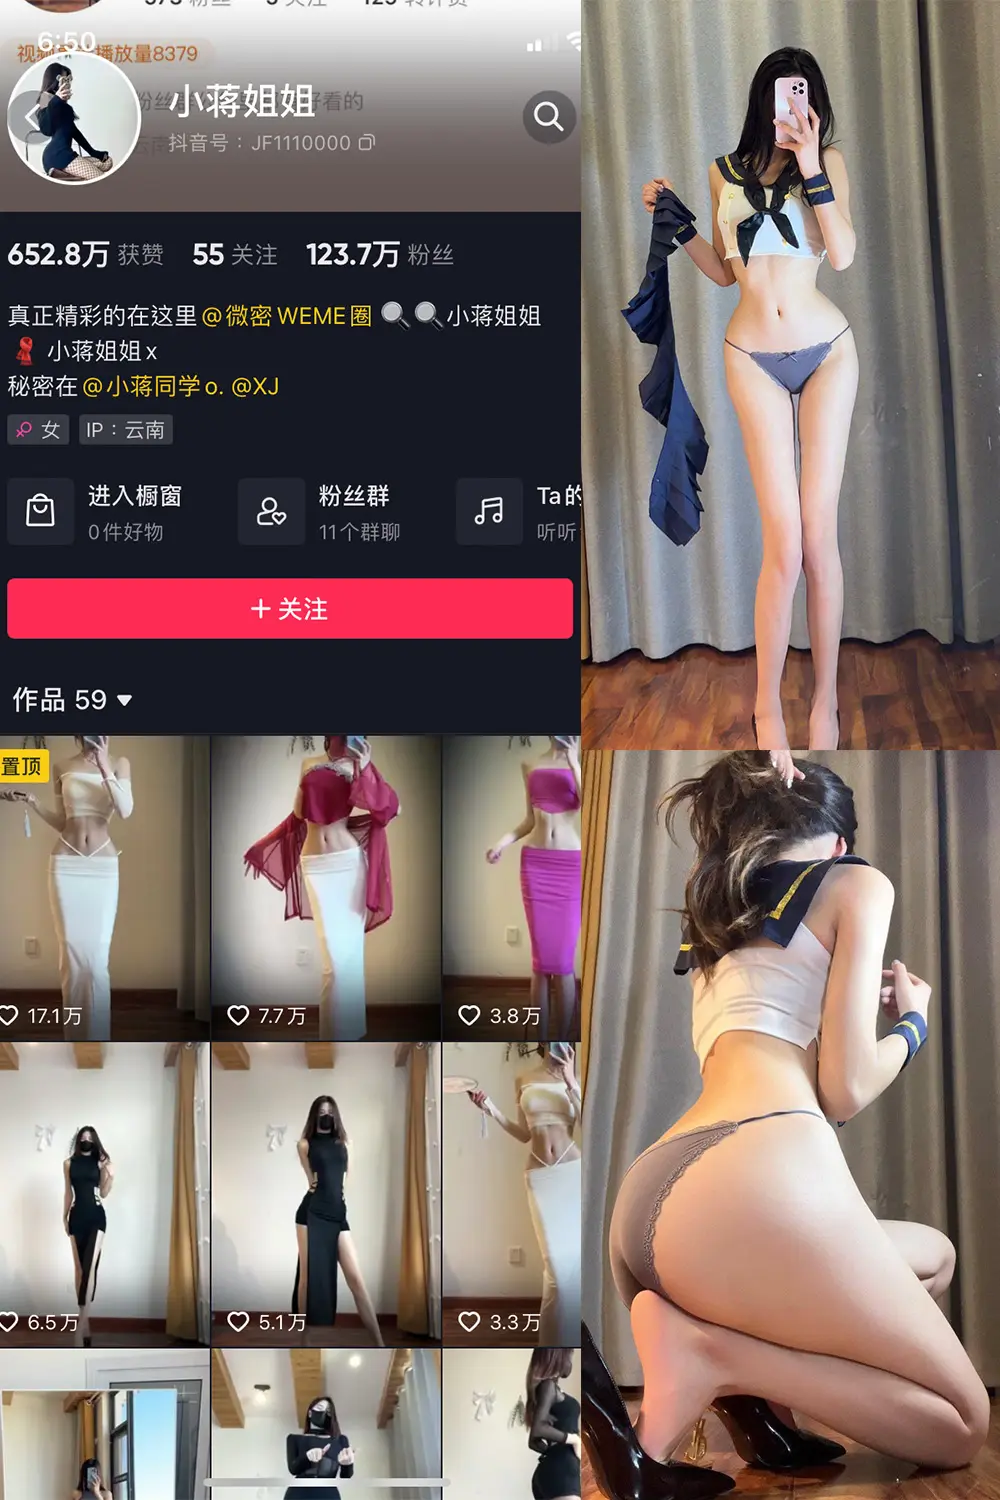 6:50
播放量8379
小蒋姐姐
抖音号：JF1110000
652.8万 获赞 55 关注 123.7万 粉丝
真正精彩的在这里@微密WEME圈 🔍🔍小蒋姐姐
🧣 小蒋姐姐x
秘密在@小蒋同学o. @XJ
女 IP：云南
进入橱窗
0件好物
粉丝群
11个群聊
Ta的
听听
+ 关注
作品 59
置顶
17.1万
7.7万
3.8万
6.5万
5.1万
3.3万